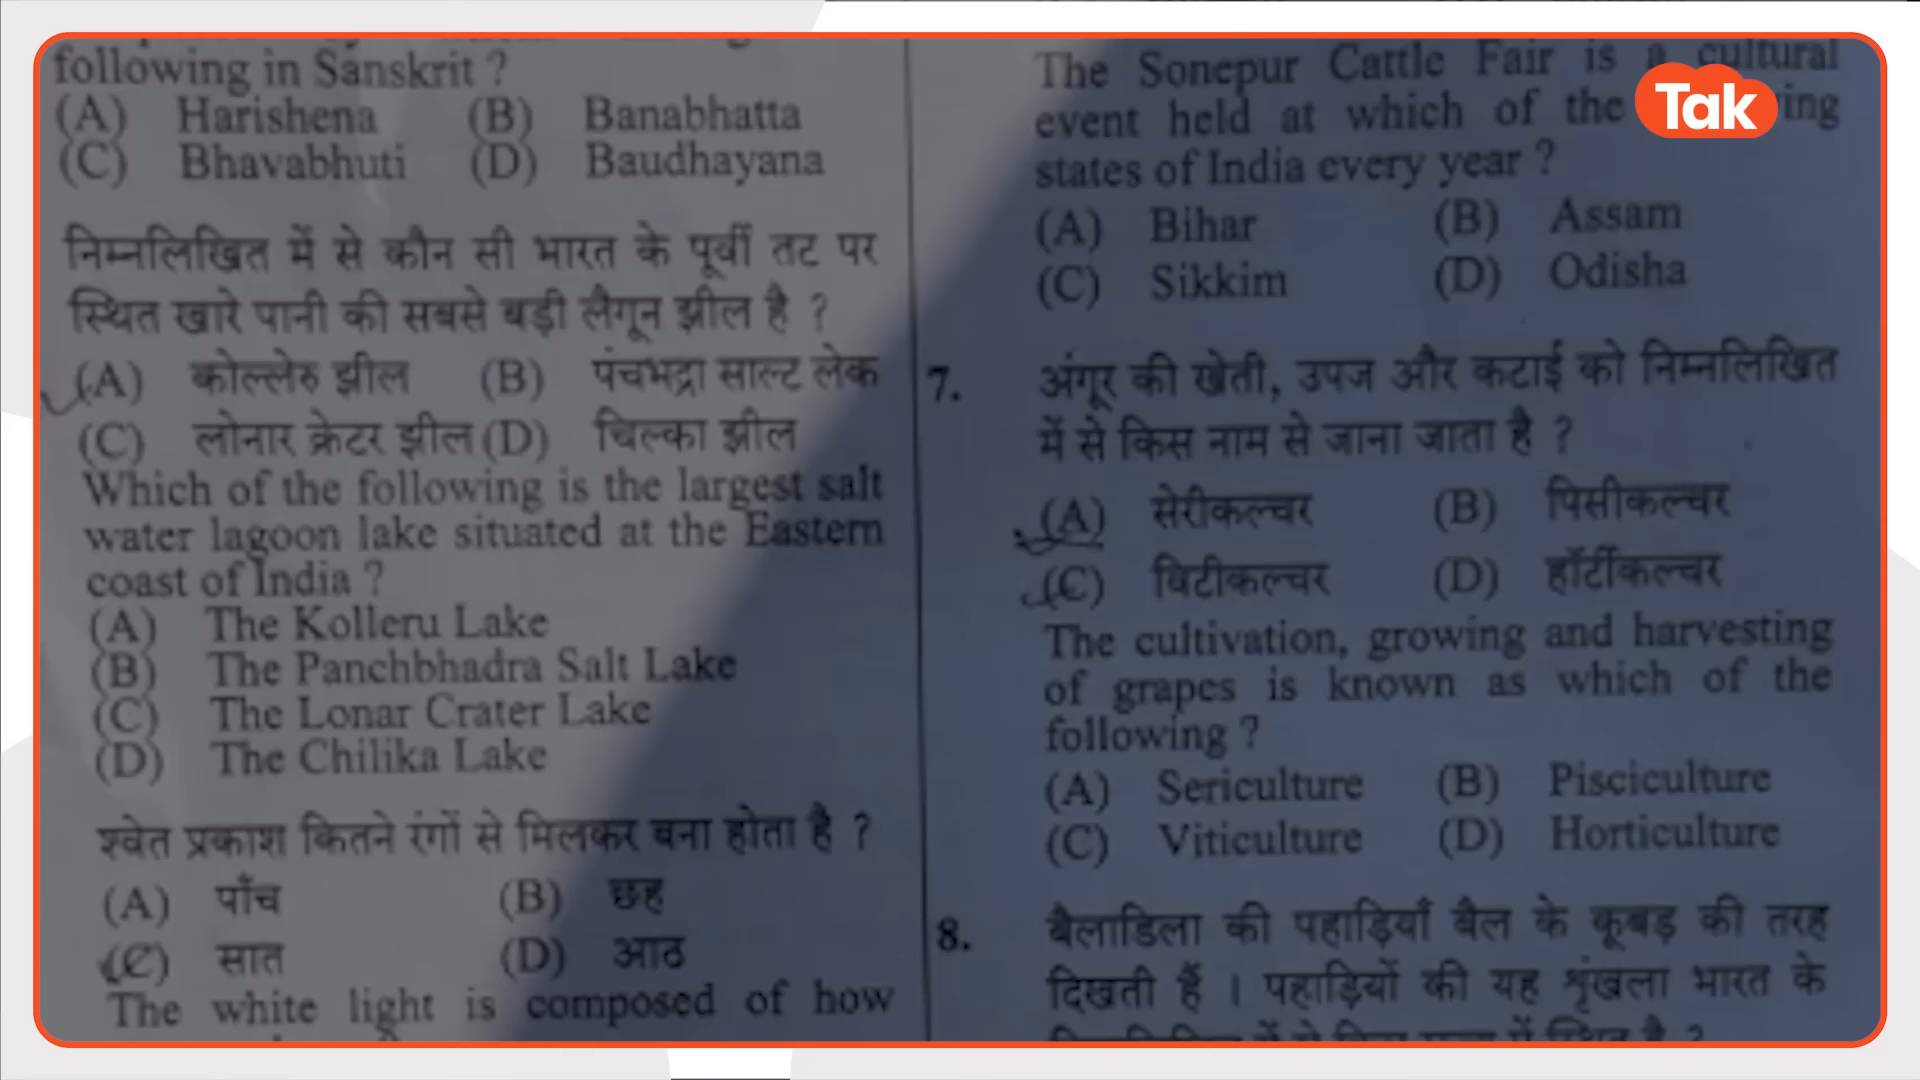 following in Sanskrit ?
(A) Harishena (B) Banabhatta
(C) Bhavabhuti (D) Baudhayana
निम्नलिखित में से कौन सी भारत के पूर्वी तट पर
स्थित खारे पानी की सबसे बड़ी लैगून झील है ?
(A) कोल्लेरु झील (B) पंचभद्रा साल्ट लेक
(C) लोनार क्रेटर झील (D) चिल्का झील
Which of the following is the largest salt
water lagoon lake situated at the Eastern
coast of India ?
(A) The Kolleru Lake
(B) The Panchbhadra Salt Lake
(C) The Lonar Crater Lake
(D) The Chilika Lake
श्वेत प्रकाश कितने रंगों से मिलकर बना होता है ?
(A) पाँच (B) छह
(C) सात (D) आठ
The white light is composed of how
The Sonepur Cattle Fair is a cultural
event held at which of the ing
states of India every year ?
(A) Bihar (B) Assam
(C) Sikkim (D) Odisha
7. अंगूर की खेती, उपज और कटाई को निम्नलिखित
में से किस नाम से जाना जाता है ?
(A) सेरीकल्चर (B) पिसीकल्चर
(C) विटीकल्चर (D) हॉर्टीकल्चर
The cultivation, growing and harvesting
of grapes is known as which of the
following ?
(A) Sericulture (B) Pisciculture
(C) Viticulture (D) Horticulture
8. बैलाडिला की पहाड़ियाँ बैल के कूबड़ की तरह
दिखती हैं । पहाड़ियों की यह शृंखला भारत के
Tak